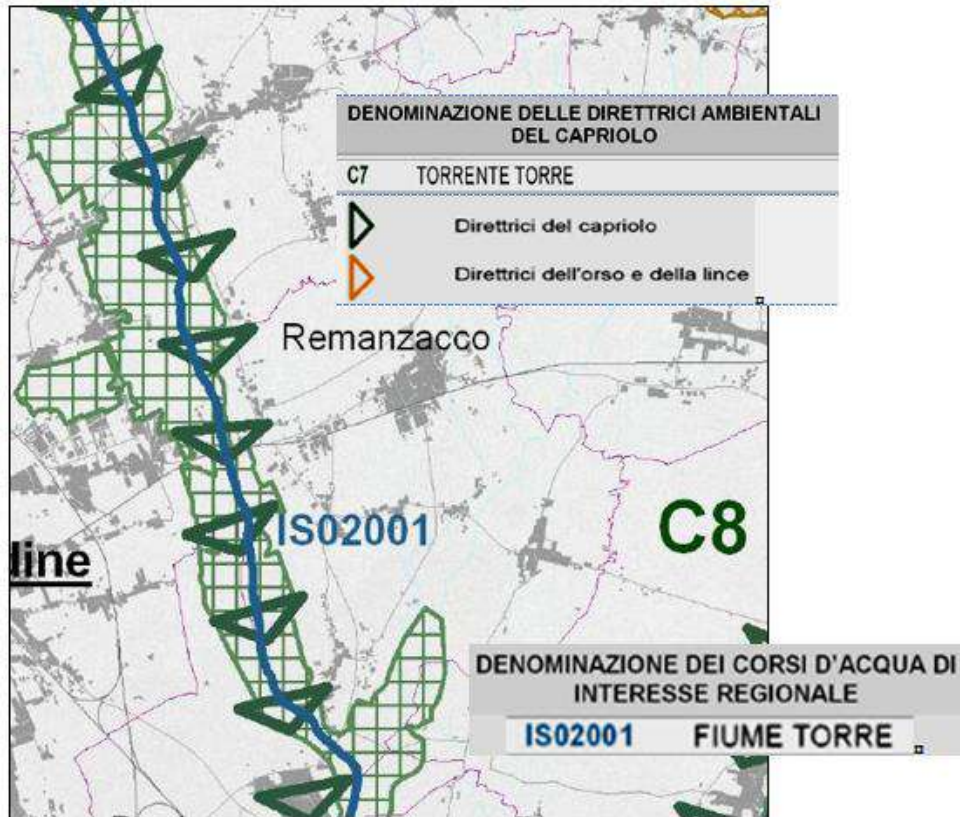 DENOMINAZIONE DELLE DIRETTRICI AMBIENTALI
DEL CAPRIOLO
C7 TORRENTE TORRE
Direttrici del capriolo
Direttrici dell'orso e della lince
Remanzacco
IS02001
C8
dine
DENOMINAZIONE DEI CORSI D'ACQUA DI
INTERESSE REGIONALE
IS02001 FIUME TORRE